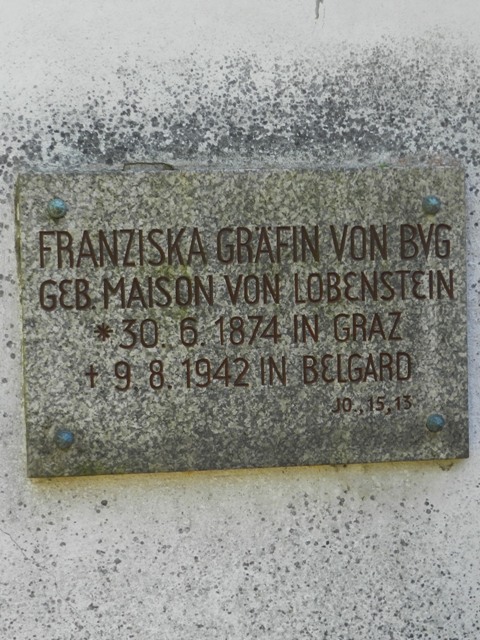 FRANZISKA GRÄFIN VON BVG
GEB. MAISON VON LOBENSTEIN
*30. 6. 1874 IN GRAZ
† 9. 8. 1942 IN BELGARD
JO., 15, 13